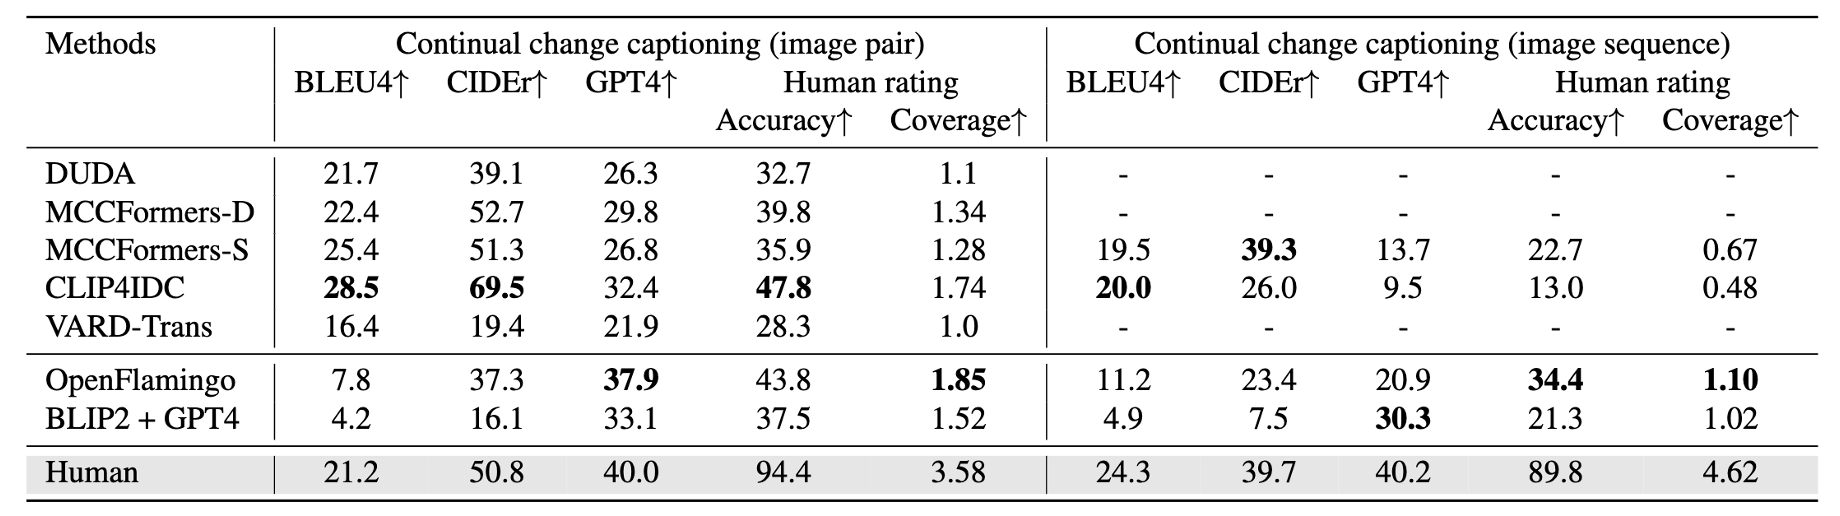 Methods Continual change captioning (image pair) Continual change captioning (image sequence)
BLEU4↑ CIDEr↑ GPT4↑ Human rating BLEU4↑ CIDEr↑ GPT4↑ Human rating
Accuracy↑ Coverage↑ Accuracy↑ Coverage↑
DUDA 21.7 39.1 26.3 32.7 1.1 - - - - -
MCCFormers-D 22.4 52.7 29.8 39.8 1.34 - - - - -
MCCFormers-S 25.4 51.3 26.8 35.9 1.28 19.5 39.3 13.7 22.7 0.67
CLIP4IDC 28.5 69.5 32.4 47.8 1.74 20.0 26.0 9.5 13.0 0.48
VARD-Trans 16.4 19.4 21.9 28.3 1.0 - - - - -
OpenFlamingo 7.8 37.3 37.9 43.8 1.85 11.2 23.4 20.9 34.4 1.10
BLIP2 + GPT4 4.2 16.1 33.1 37.5 1.52 4.9 7.5 30.3 21.3 1.02
Human 21.2 50.8 40.0 94.4 3.58 24.3 39.7 40.2 89.8 4.62